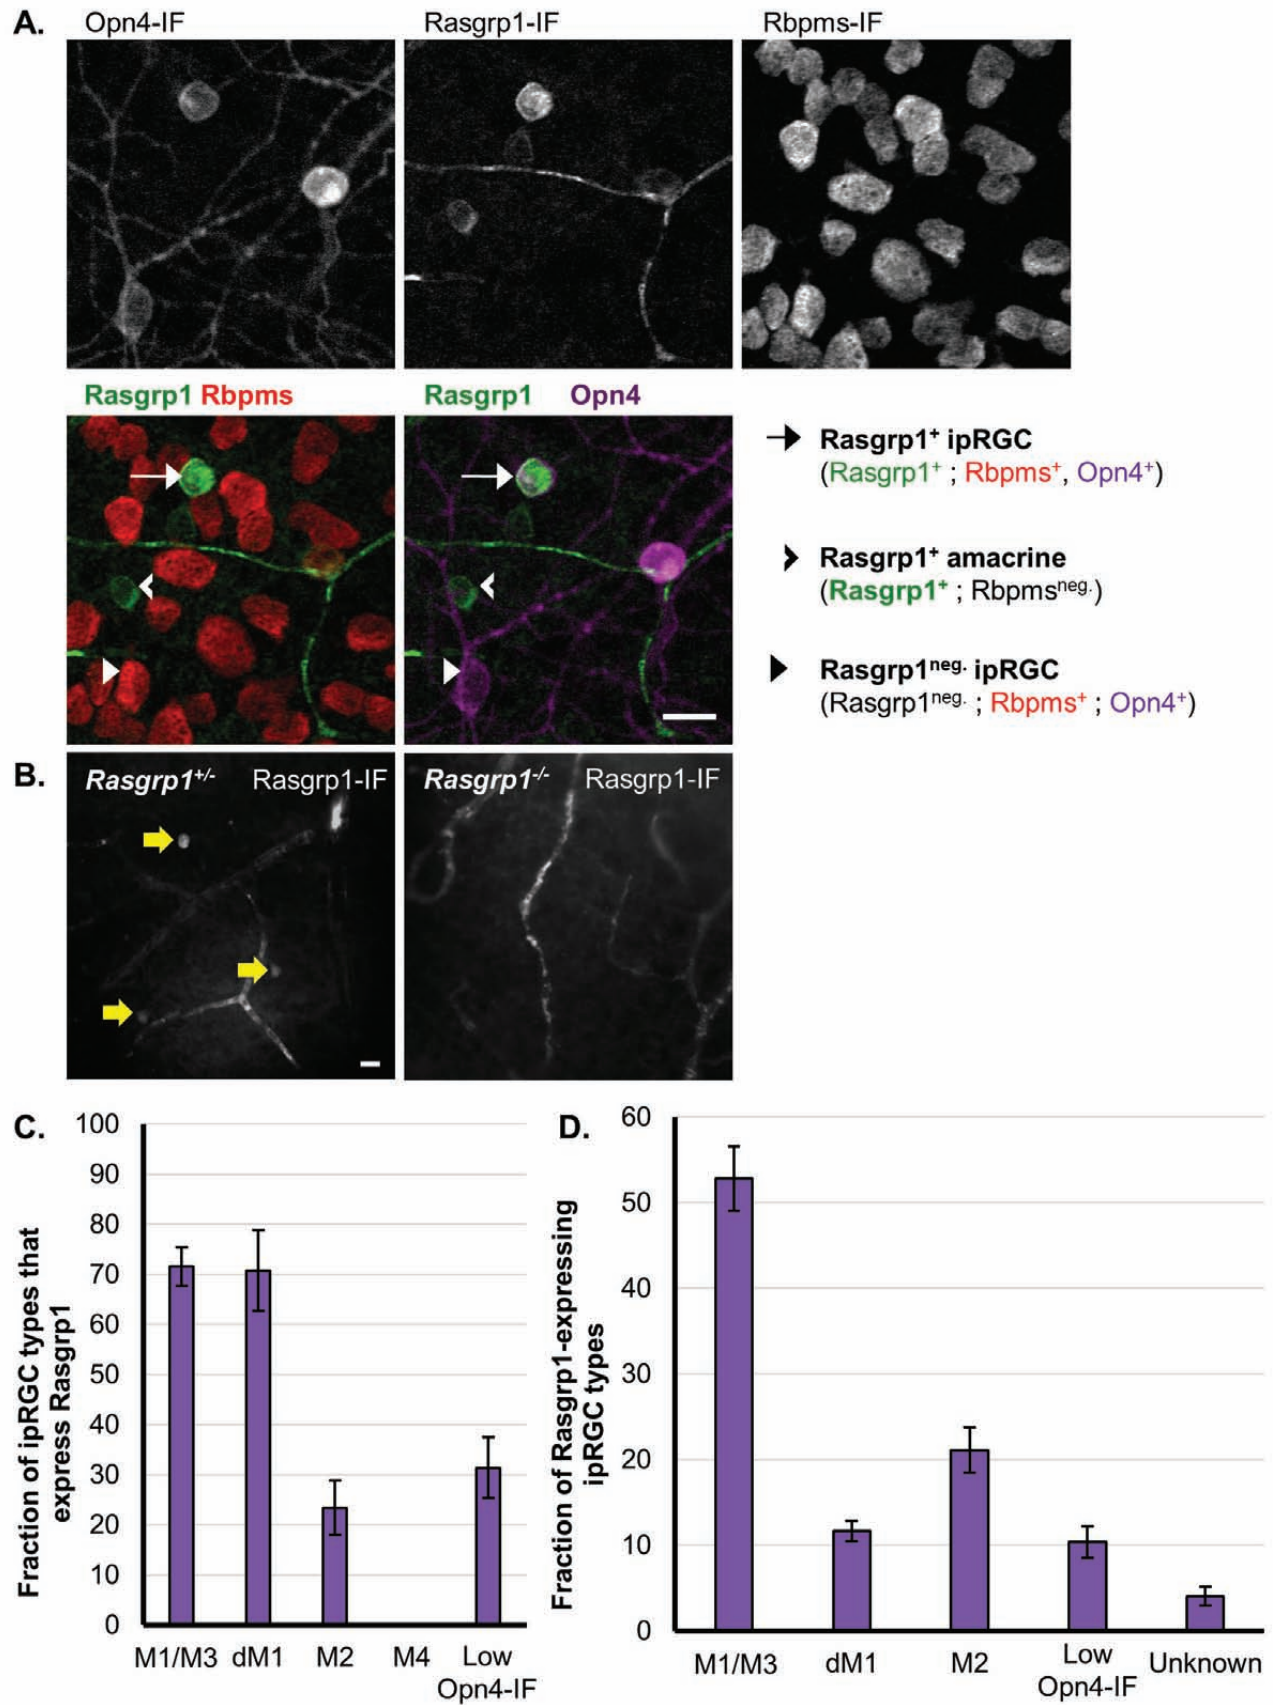 A. Opn4-IF Rasgrp1-IF Rbpms-IF
Rasgrp1 Rbpms Rasgrp1 Opn4
Rasgrp1⁺ ipRGC
(Rasgrp1⁺ ; Rbpms⁺, Opn4⁺)
Rasgrp1⁺ amacrine
(Rasgrp1⁺ ; Rbpmsⁿᵉᵍ·)
Rasgrp1ⁿᵉᵍ· ipRGC
(Rasgrp1ⁿᵉᵍ· ; Rbpms⁺ ; Opn4⁺)
B. Rasgrp1⁺/⁻ Rasgrp1-IF Rasgrp1⁻/⁻ Rasgrp1-IF
C.
Fraction of ipRGC types that
express Rasgrp1
100
90
80
70
60
50
40
30
20
10
0
M1/M3 dM1 M2 M4 Low
Opn4-IF
D.
Fraction of Rasgrp1-expressing
ipRGC types
60
50
40
30
20
10
0
M1/M3 dM1 M2 Low Unknown
Opn4-IF